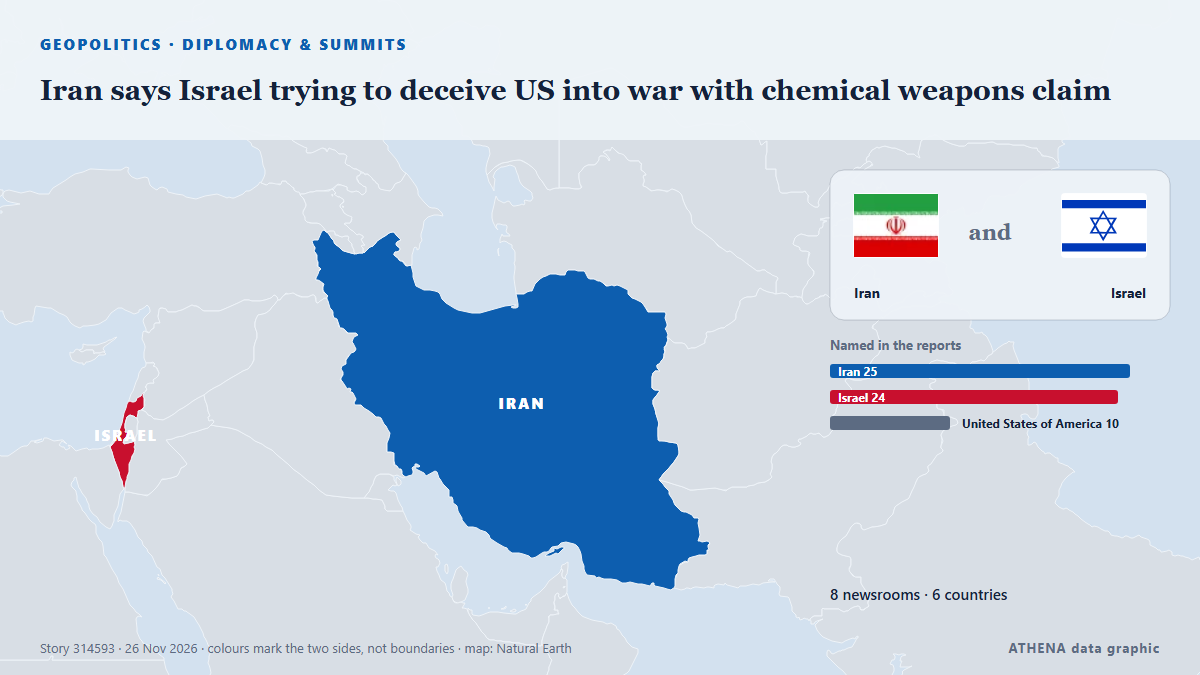 GEOPOLITICS · DIPLOMACY & SUMMITS
Iran says Israel trying to deceive US into war with chemical weapons claim
and
Iran
Israel
Named in the reports
Iran 25
Israel 24
United States of America 10
IRAN
ISRAEL
8 newsrooms · 6 countries
Story 314593 · 26 Nov 2026 · colours mark the two sides, not boundaries · map: Natural Earth
ATHENA data graphic